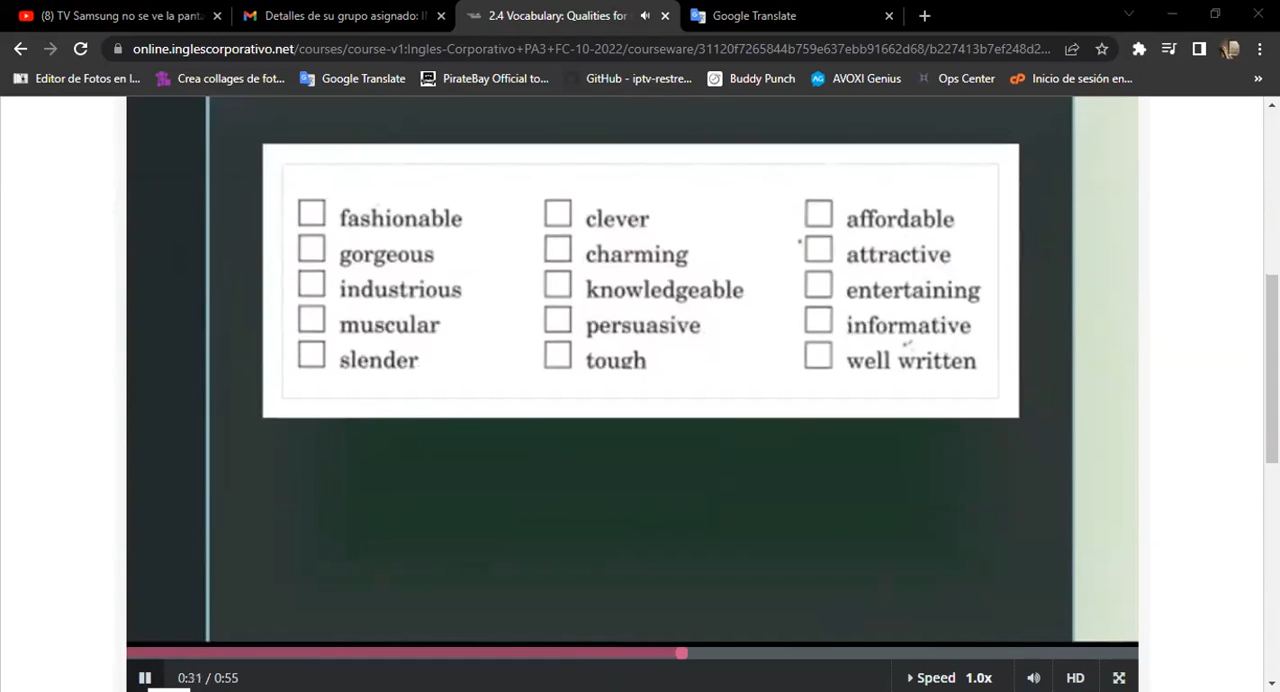 (8) TV Samsung no se ve la pant
Detalles de su grupo asignado: I
2.4 Vocabulary: Qualities for
Google Translate
online.inglescorporativo.net/courses/course-v1:Ingles-Corporativo+PA3+FC-10-2022/courseware/31120f7265844b759e637ebb91662d68/b227413b7ef248d2...
Editor de Fotos en l...
Crea collages de fot...
Google Translate
PirateBay Official to...
GitHub - iptv-restre...
Buddy Punch
AVOXI Genius
Ops Center
Inicio de sesión en...
fashionable
gorgeous
industrious
muscular
slender
clever
charming
knowledgeable
persuasive
tough
affordable
attractive
entertaining
informative
well written
0:31 / 0:55
Speed 1.0x
HD